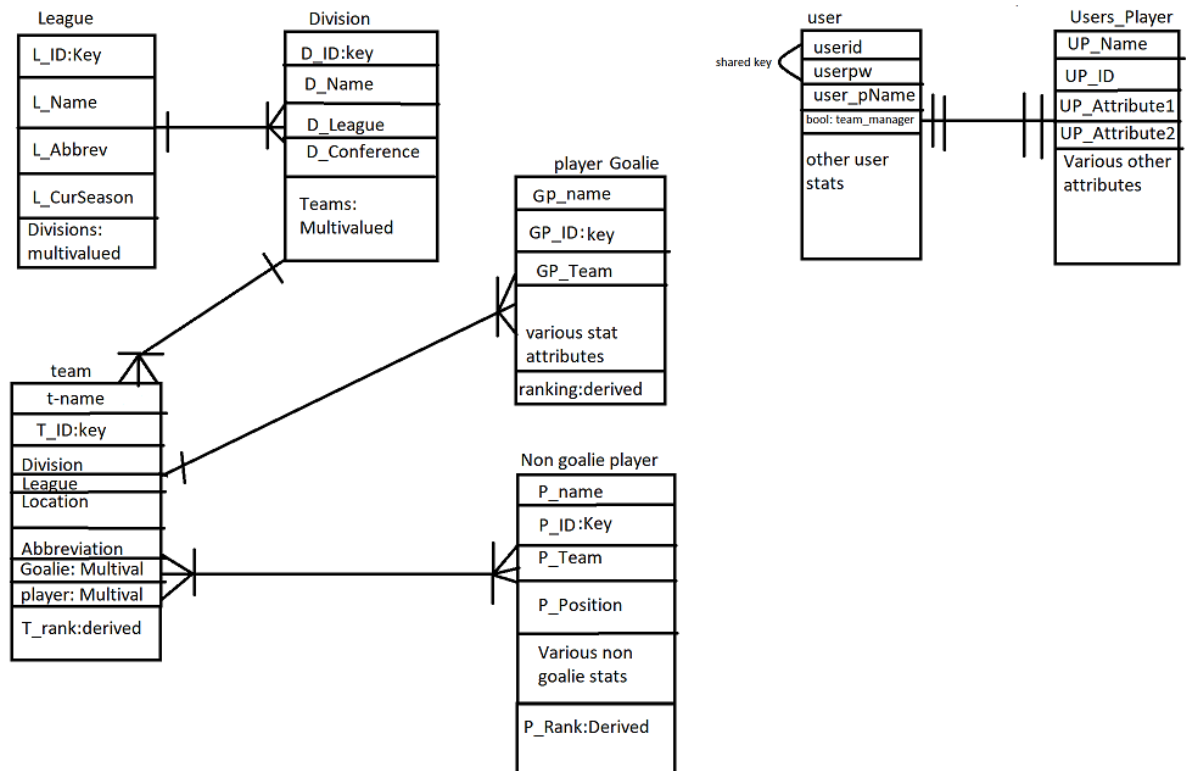 League
L_ID:Key
L_Name
L_Abbrev
L_CurSeason
Divisions:
multivalued
Division
D_ID:key
D_Name
D_League
D_Conference
Teams:
Multivalued
player Goalie
Gp_name
GP_ID:key
GP_Team
various stat
attributes
ranking:derived
user
shared key
userid
userpw
user_pName
bool: team_manager
other user
stats
Users_Player
UP_Name
UP_ID
UP_Attribute1
UP_Attribute2
Various other
attributes
team
t-name
T_ID:key
Division
League
Location
Abbreviation
Goalie: Multival
player: Multival
T_rank:derived
Non goalie player
P_name
P_ID:Key
P_Team
P_Position
Various non
goalie stats
P_Rank:Derived